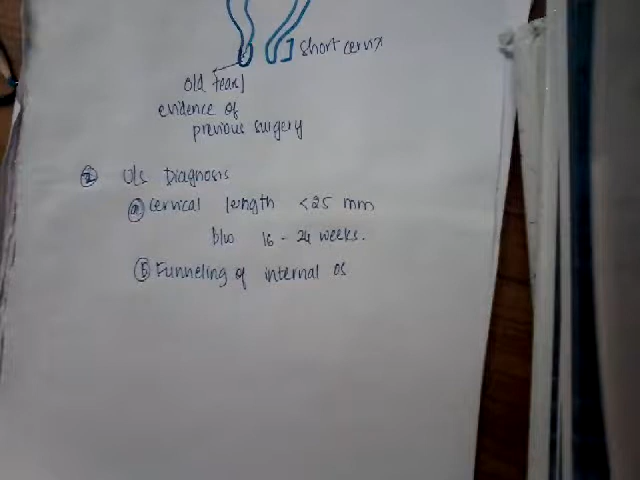 short cervix
old tear/
evidence of
previous surgery
② U/s Diagnosis
ⓐ cervical length <25 mm
b/w 16 - 24 weeks.
ⓑ Funneling of internal os